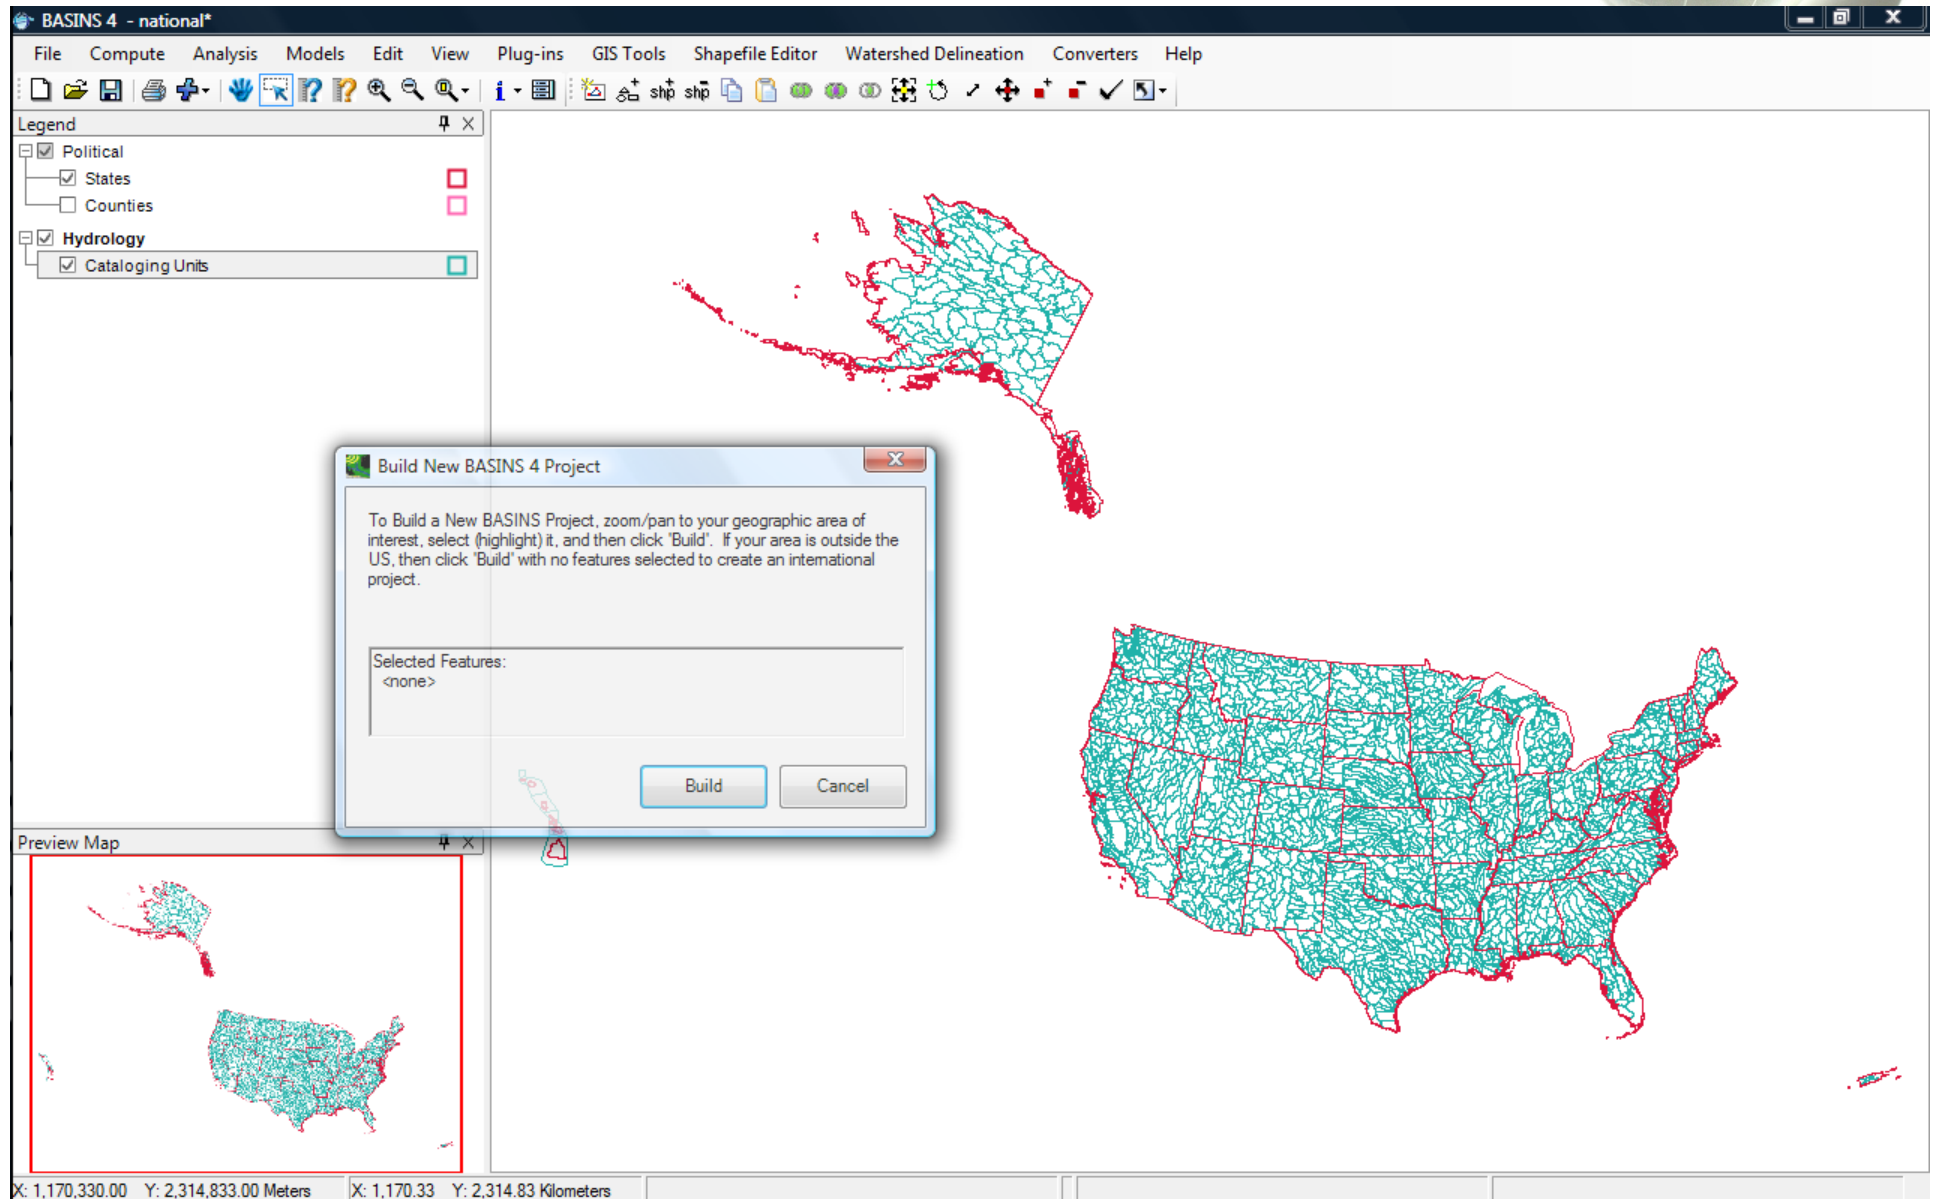 BASINS 4 - national*
File Compute Analysis Models Edit View Plug-ins GIS Tools Shapefile Editor Watershed Delineation Converters Help
shp shp
Legend
Political
States
Counties
Hydrology
Cataloging Units
Build New BASINS 4 Project
To Build a New BASINS Project, zoom/pan to your geographic area of
interest, select (highlight) it, and then click 'Build'. If your area is outside the
US, then click 'Build' with no features selected to create an international
project.
Selected Features:
<none>
Build Cancel
Preview Map
X: 1,170,330.00 Y: 2,314,833.00 Meters X: 1,170.33 Y: 2,314.83 Kilometers